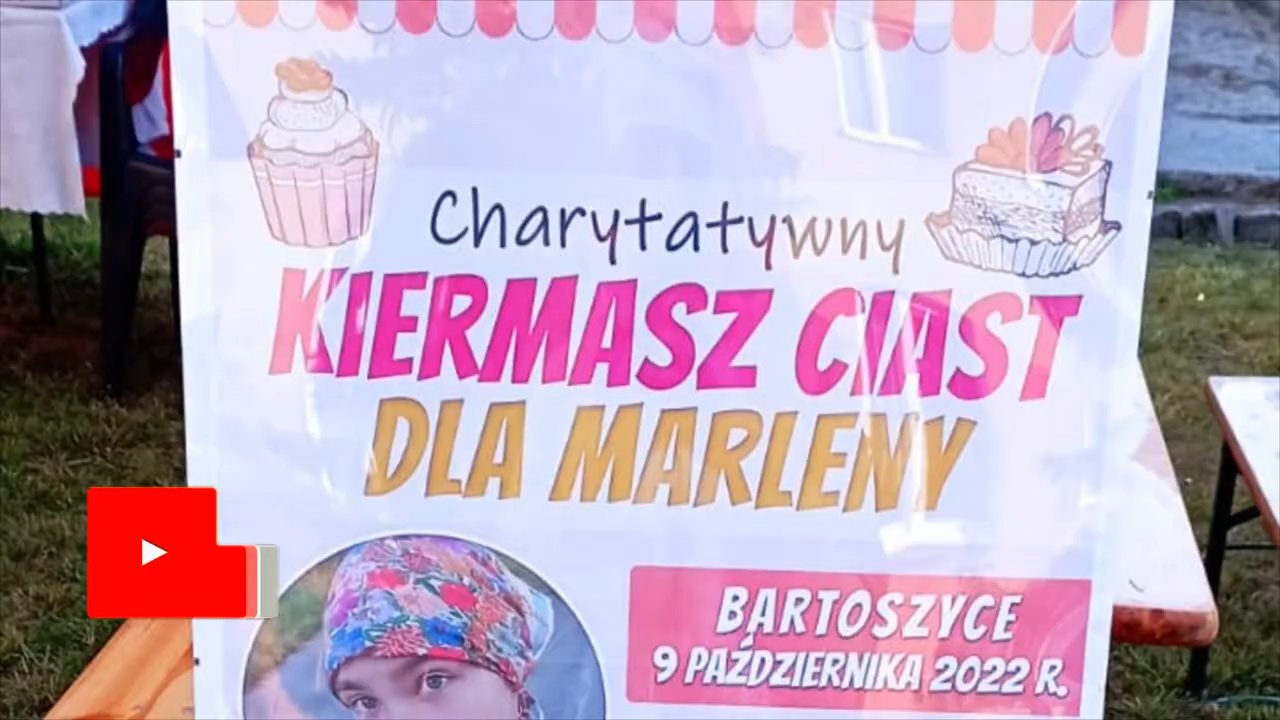 Charytatywny
KIERMASZ CIAST
DLA MARLENY
BARTOSZYCE
9 PAŹDZIERNIKA 2022 R.